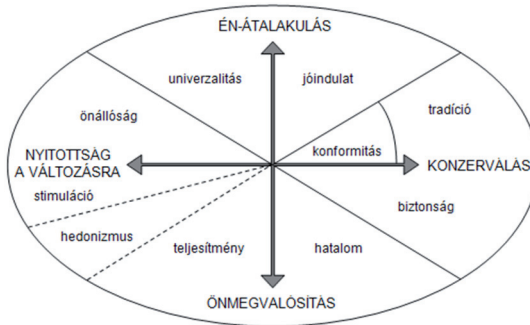 ÉN-ÁTALAKULÁS
univerzalitás
jóindulat
önállóság
tradíció
konformitás
NYITOTTSÁG
A VÁLTOZÁSRA
KONZERVÁLÁS
stimuláció
biztonság
hedonizmus
teljesítmény
hatalom
ÖNMEGVALÓSÍTÁS